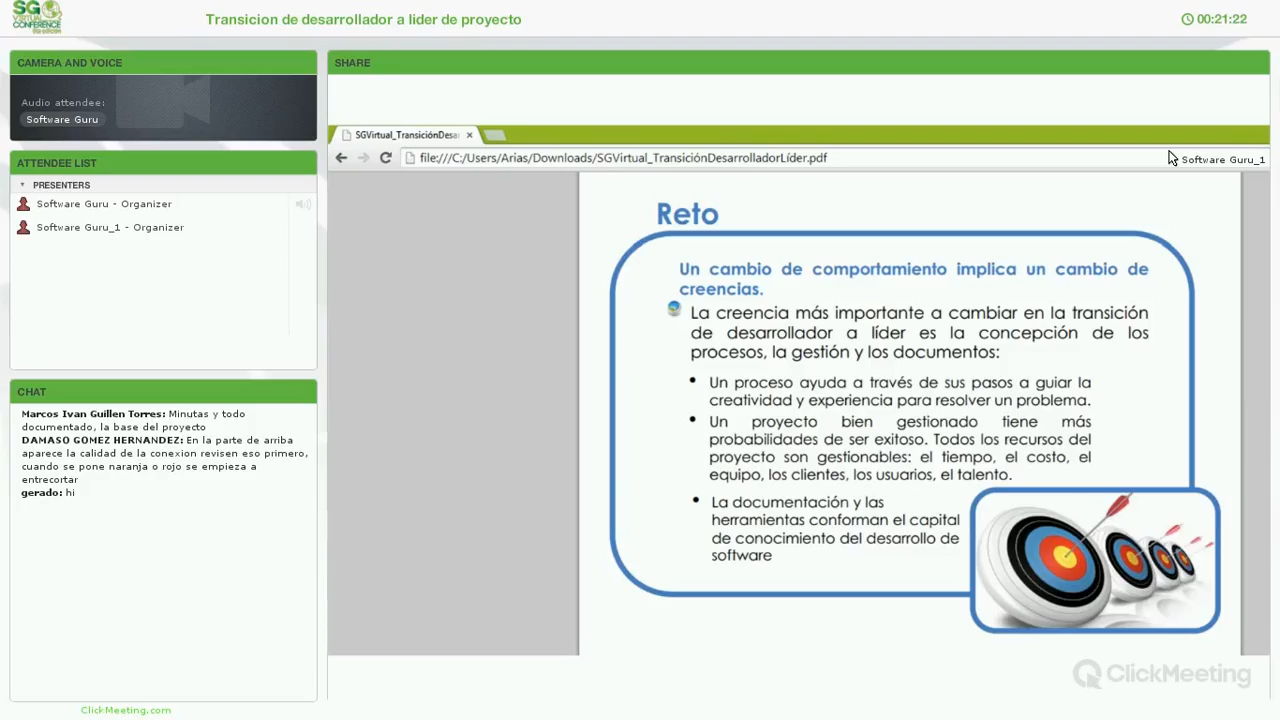 SG
VIRTUAL
CONFERENCE
Transicion de desarrollador a lider de proyecto
00:21:22
CAMERA AND VOICE
Audio attendee:
Software Guru
ATTENDEE LIST
PRESENTERS
Software Guru - Organizer
Software Guru_1 - Organizer
CHAT
Marcos Ivan Guillen Torres: Minutas y todo
documentado, la base del proyecto
DAMASO GOMEZ HERNANDEZ: En la parte de arriba
aparece la calidad de la conexion revisen eso primero,
cuando se pone naranja o rojo se empieza a
entrecortar
gerado: hi
ClickMeeting.com
SHARE
SGVirtual_TransiciónDesa
file:///C:/Users/Arias/Downloads/SGVirtual_TransiciónDesarrolladorLíder.pdf
Software Guru_1
Reto
Un cambio de comportamiento implica un cambio de
creencias.
La creencia más importante a cambiar en la transición
de desarrollador a líder es la concepción de los
procesos, la gestión y los documentos:
• Un proceso ayuda a través de sus pasos a guiar la
creatividad y experiencia para resolver un problema.
• Un proyecto bien gestionado tiene más
probabilidades de ser exitoso. Todos los recursos del
proyecto son gestionables: el tiempo, el costo, el
equipo, los clientes, los usuarios, el talento.
• La documentación y las
herramientas conforman el capital
de conocimiento del desarrollo de
software
ClickMeeting